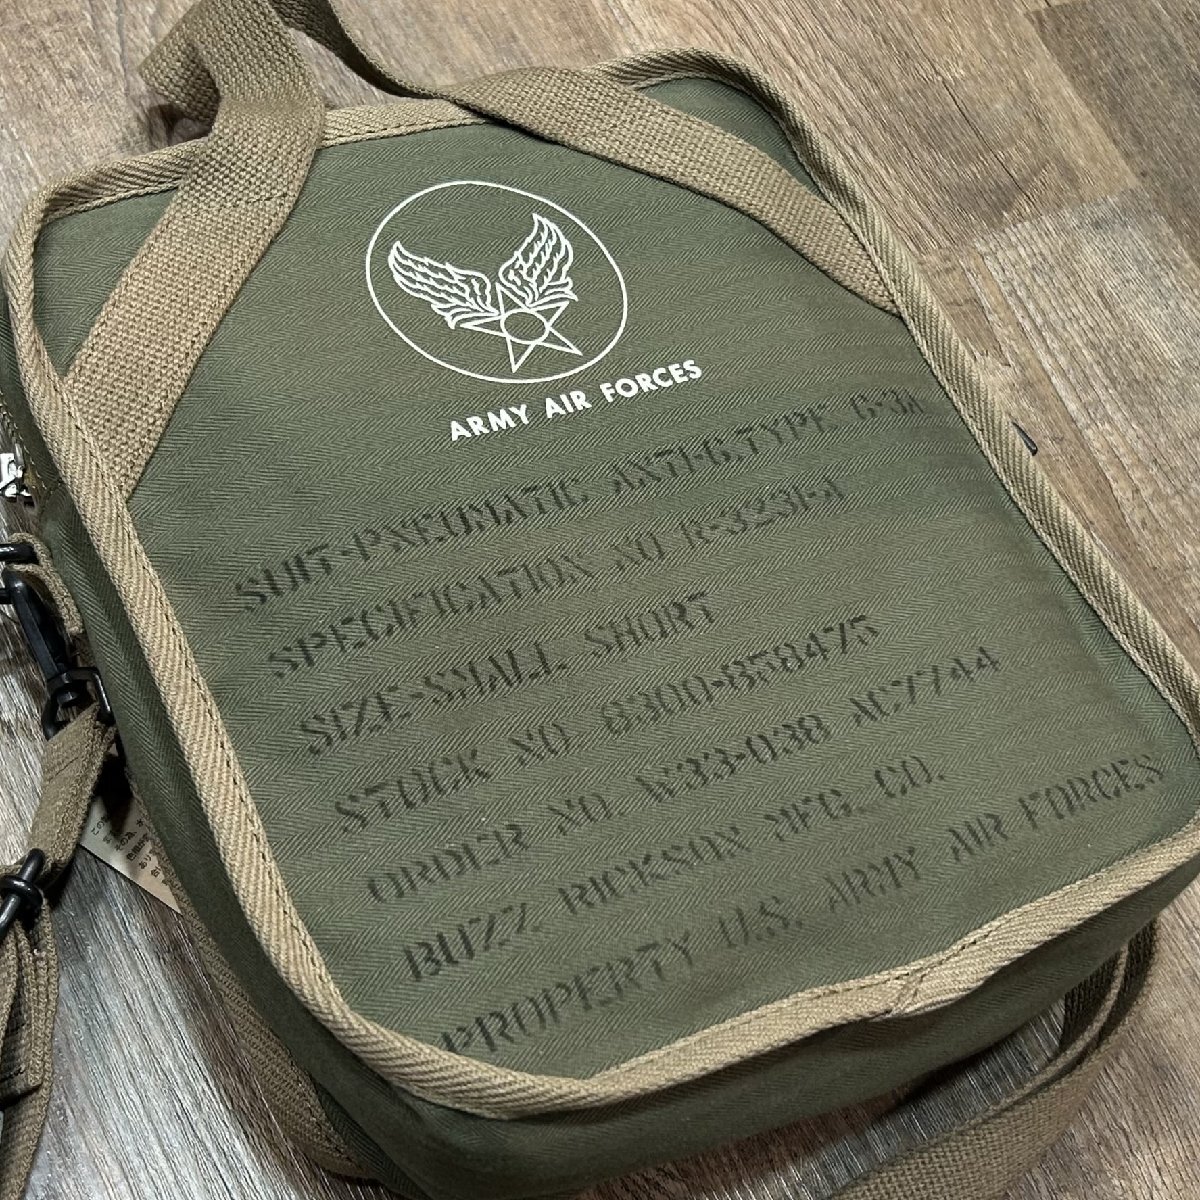 ARMY AIR FORCES
SUIT-PNEUMATIC ANTI-G,TYPE G-3A
SPECIFICATION NO R-3231-A
SIZE-SMALL SHORT
STOCK NO. 8300-858475
ORDER NO. W33-038 AC7744
BUZZ RICKSON MFG. CO.
PROPERTY U.S. ARMY AIR FORCES